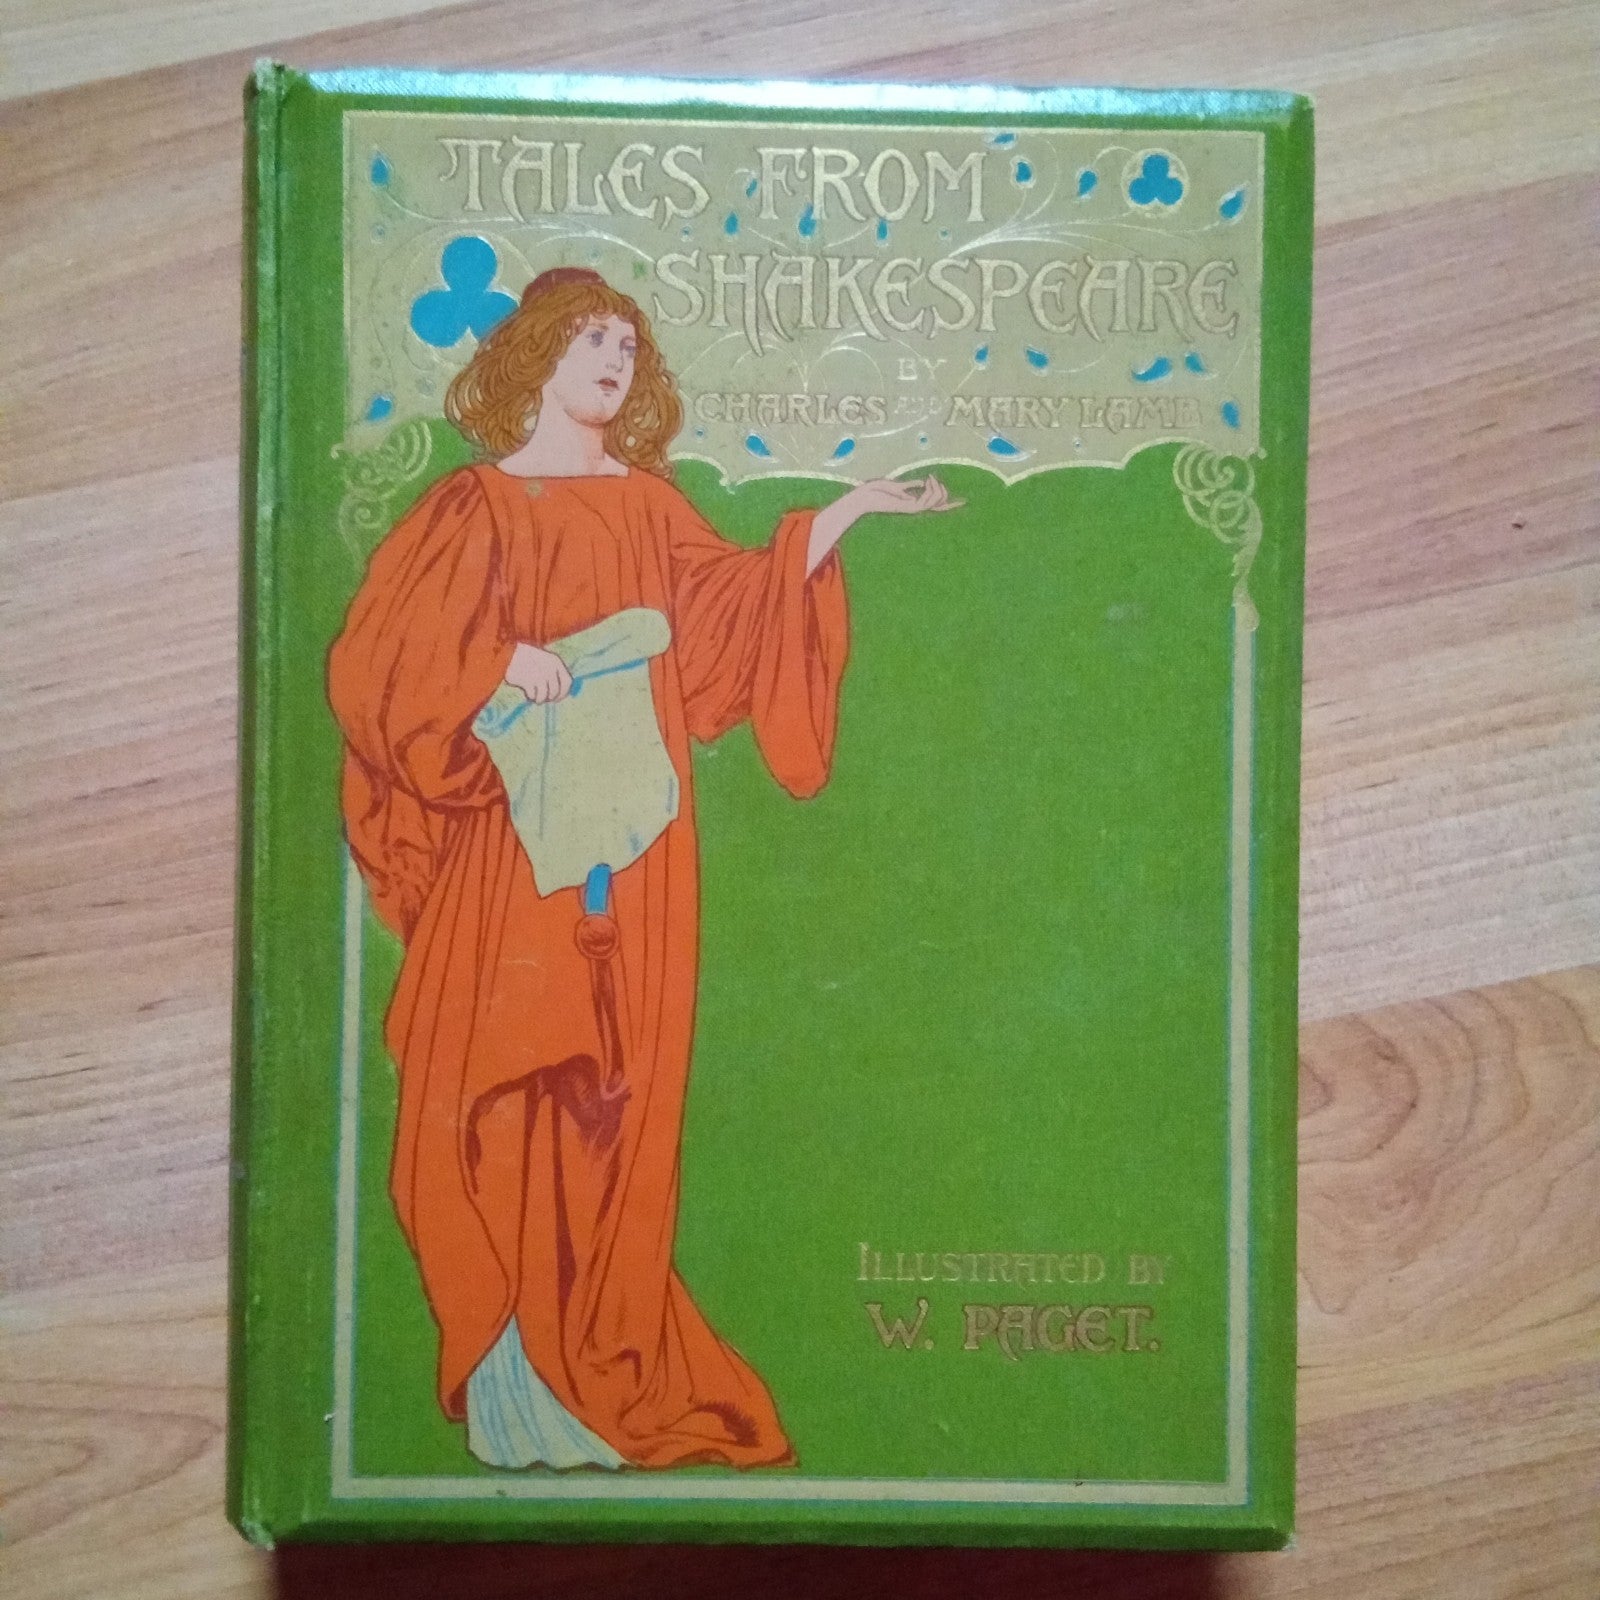 TALES FROM
SHAKESPEARE
BY
CHARLES AND MARY LAMB
ILLUSTRATED BY
W. PAGET.